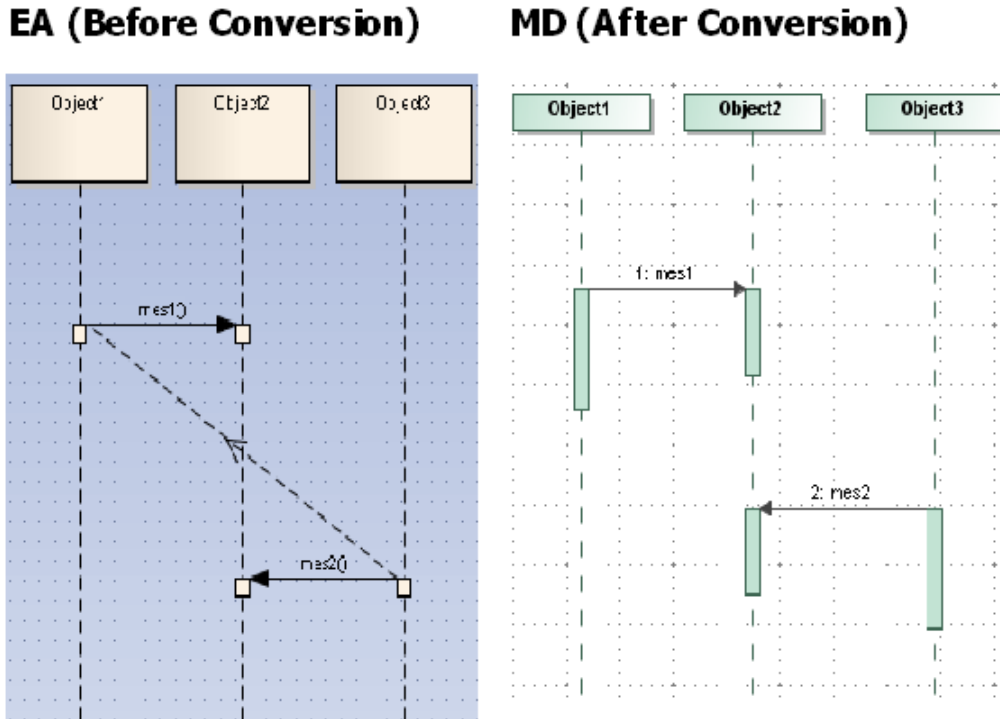 EA (Before Conversion)
MD (After Conversion)
Object1
Object2
Object3
Object1
Object2
Object3
mes1()
1: mes1
mes2()
2: mes2